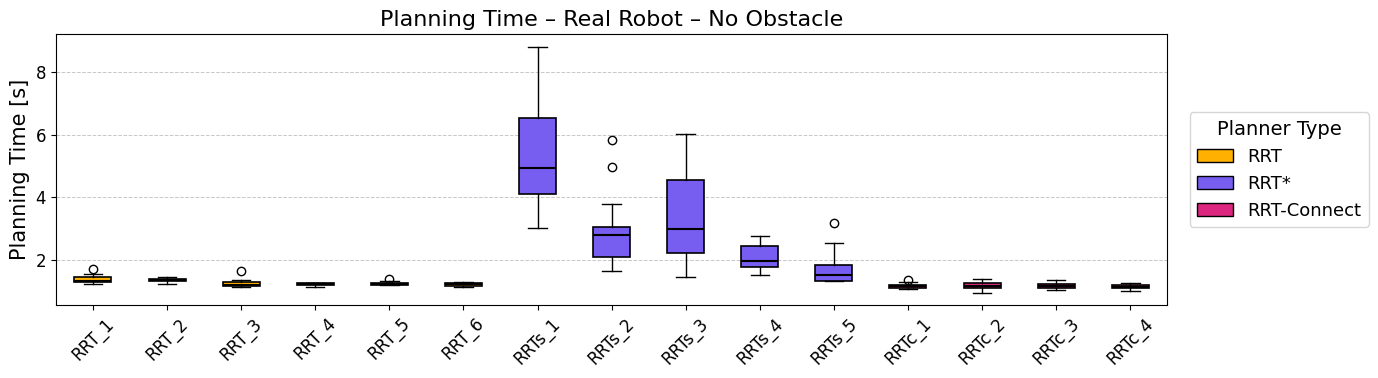 Planning Time – Real Robot – No Obstacle
Planning Time [s]
8
6
4
2
RRT_1
RRT_2
RRT_3
RRT_4
RRT_5
RRT_6
RRTs_1
RRTs_2
RRTs_3
RRTs_4
RRTs_5
RRTc_1
RRTc_2
RRTc_3
RRTc_4
Planner Type
RRT
RRT*
RRT-Connect